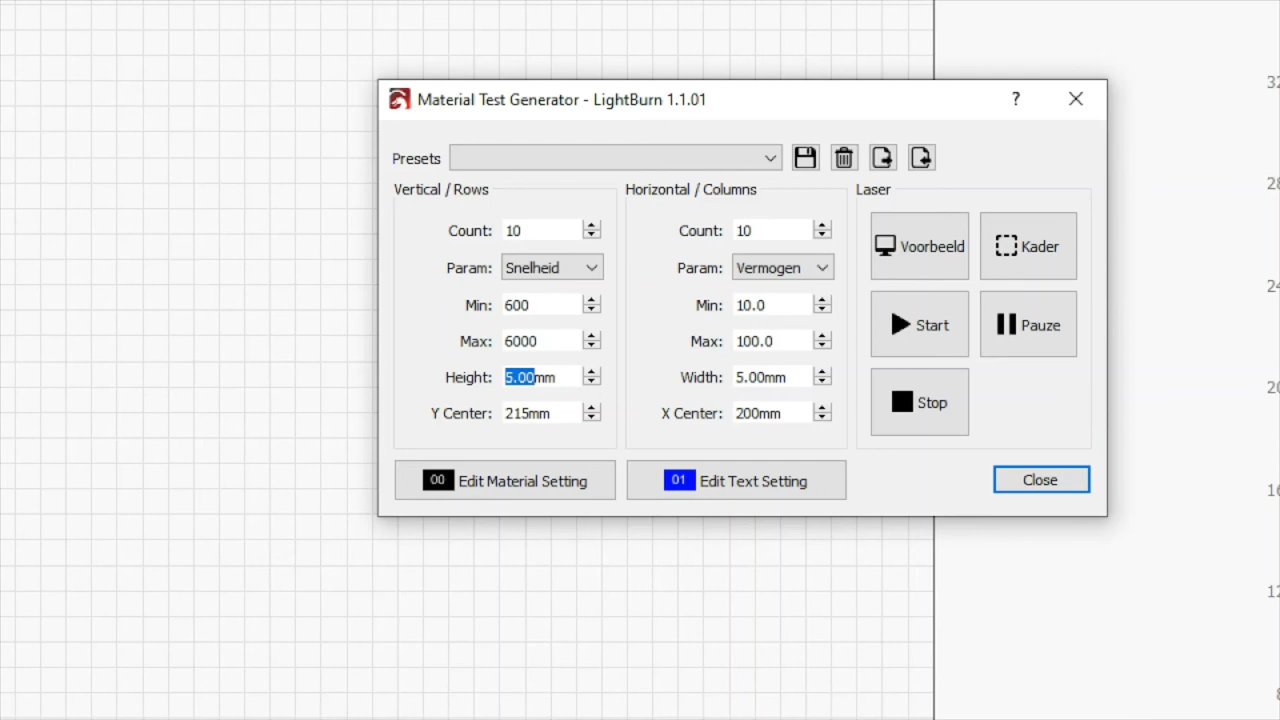 Material Test Generator - LightBurn 1.1.01
?
Presets
Vertical / Rows
Count: 10
Param: Snelheid
Min: 600
Max: 6000
Height: 5.00mm
Y Center: 215mm
00 Edit Material Setting
Horizontal / Columns
Count: 10
Param: Vermogen
Min: 10.0
Max: 100.0
Width: 5.00mm
X Center: 200mm
01 Edit Text Setting
Laser
Voorbeeld
Kader
Start
Pauze
Stop
Close